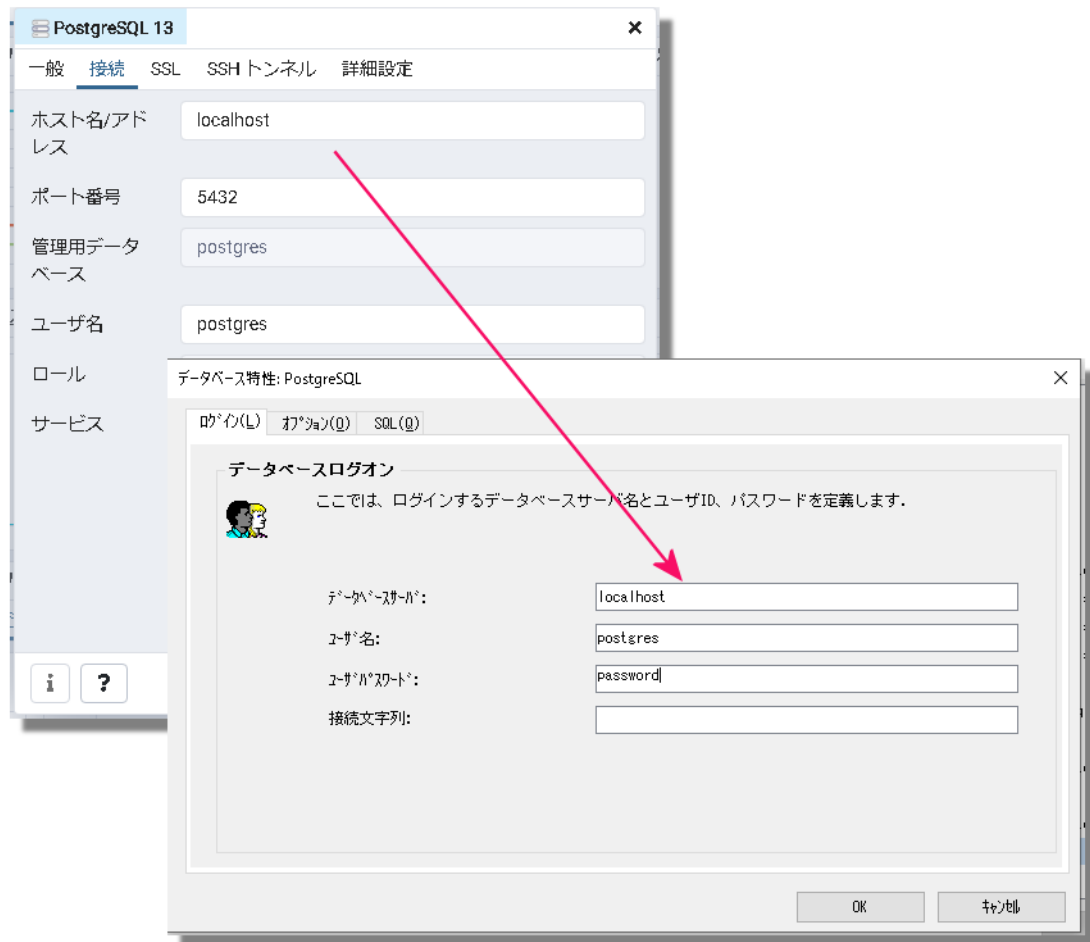 PostgreSQL 13
一般 接続 SSL SSH トンネル 詳細設定
ホスト名/アド
レス
localhost
ポート番号 5432
管理用データ
ベース
postgres
ユーザ名 postgres
ロール
サービス
i ?
データベース特性: PostgreSQL
ログイン(L) オプション(O) SQL(Q)
データベースログオン
ここでは、ログインするデータベースサーバ名とユーザID、パスワードを定義します.
データベースサーバ: localhost
ユーザ名: postgres
ユーザパスワード: password
接続文字列:
OK キャンセル